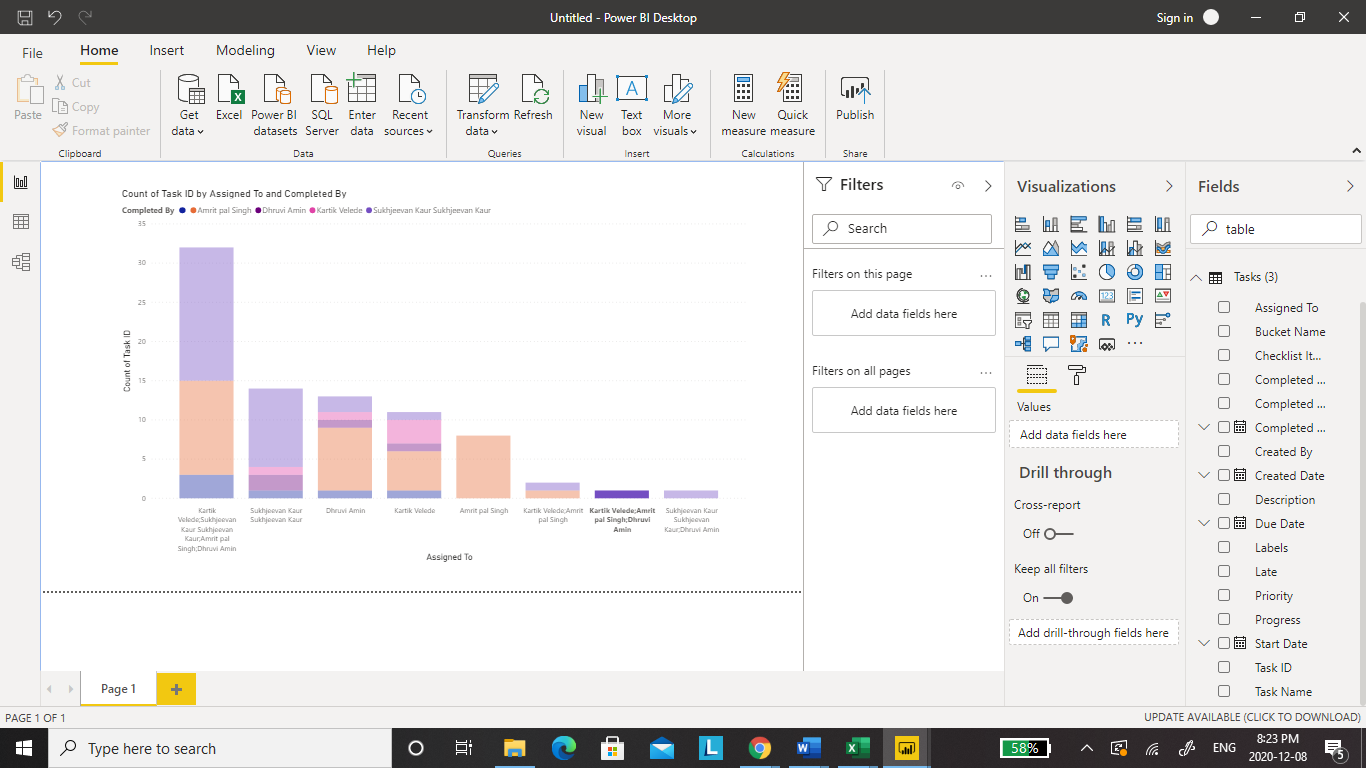 Untitled - Power BI Desktop
Sign in
File
Home
Insert
Modeling
View
Help
Paste
Cut
Copy
Format painter
Clipboard
Get data
Excel
Power BI datasets
SQL Server
Enter data
Recent sources
Data
Transform data
Refresh
Queries
New visual
Text box
More visuals
Insert
New measure
Quick measure
Calculations
Publish
Share
Count of Task ID by Assigned To and Completed By
Completed By Amrit pal Singh Dhruvi Amin Kartik Velede Sukhjeevan Kaur Sukhjeevan Kaur
35
30
25
20
15
10
5
0
Count of Task ID
Kartik
Velede;Sukhjeevan
Kaur Sukhjeevan
Kaur;Amrit pal
Singh;Dhruvi Amin
Sukhjeevan Kaur
Sukhjeevan Kaur
Dhruvi Amin
Kartik Velede
Amrit pal Singh
Kartik Velede;Amrit
pal Singh
Kartik Velede;Amrit
pal Singh;Dhruvi
Amin
Sukhjeevan Kaur
Sukhjeevan
Kaur;Dhruvi Amin
Assigned To
Filters
Search
Filters on this page
...
Add data fields here
Filters on all pages
...
Add data fields here
Visualizations
123
R
Py
...
Values
Add data fields here
Drill through
Cross-report
Off
Keep all filters
On
Add drill-through fields here
Fields
table
Tasks (3)
Assigned To
Bucket Name
Checklist It...
Completed ...
Completed ...
Completed ...
Created By
Created Date
Description
Due Date
Labels
Late
Priority
Progress
Start Date
Task ID
Task Name
Page 1
PAGE 1 OF 1
UPDATE AVAILABLE (CLICK TO DOWNLOAD)
Type here to search
58%
ENG
8:23 PM
2020-12-08
5